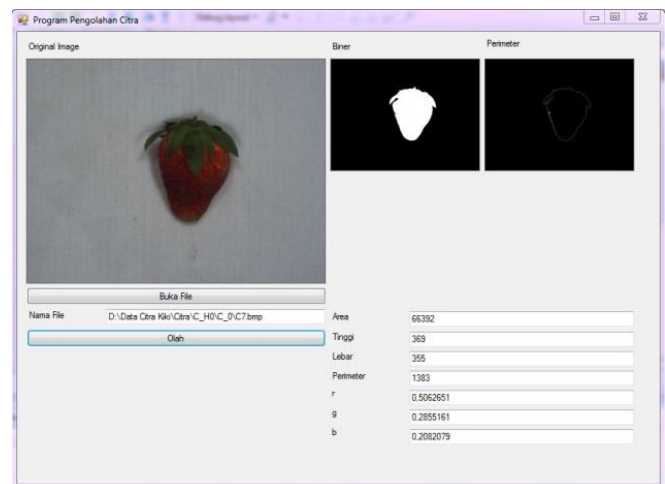 Program Pengolahan Citra
Original Image
Biner
Perimeter
Buka File
Nama File D:\Data Citra Kiki\Citra\C_H0\C_0\C7.bmp
Olah
Area 66392
Tinggi 369
Lebar 355
Perimeter 1383
r 0.5062651
g 0.2855161
b 0.2082079